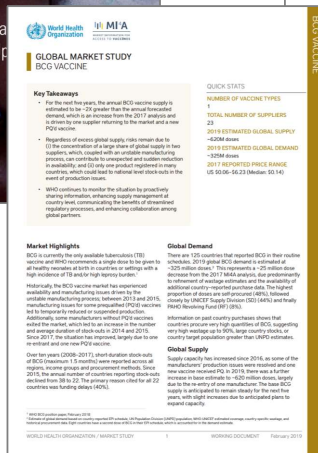 World Health
Organization
MI4A
MARKET INFORMATION FOR
ACCESS TO VACCINES
GLOBAL MARKET STUDY
BCG VACCINE
BCG VACCINE
Key Takeaways
• For the next five years, the annual BCG vaccine supply is
estimated to be ~2X greater than the annual forecasted
demand, which is an increase from the 2017 analysis and
is driven by one supplier returning to the market and a new
PQ'd vaccine.
• Regardless of excess global supply, risks remain due to
(i) the concentration of a large share of global supply in few
suppliers, which, coupled with an unstable manufacturing
process, can contribute to unexpected and sudden reduction
in availability; and (ii) only one product registered in many
countries, which could lead to national level stock-outs in the
event of production issues.
• WHO continues to monitor the situation by proactively
sharing information, enhancing supply management at
country level, communicating the benefits of streamlined
regulatory processes, and enhancing collaboration among
global partners.
QUICK STATS
NUMBER OF VACCINE TYPES
1
TOTAL NUMBER OF SUPPLIERS
23
2019 ESTIMATED GLOBAL SUPPLY
~620M doses
2019 ESTIMATED GLOBAL DEMAND
~325M doses
2017 REPORTED PRICE RANGE
US $0.06-$6.23 (Median: $0.14)
Market Highlights
BCG is currently the only available tuberculosis (TB)
vaccine and WHO recommends a single dose to be given to
all healthy neonates at birth in countries or settings with a
high incidence of TB and/or high leprosy burden.¹
Historically, the BCG vaccine market has experienced
availability and manufacturing issues driven by the
unstable manufacturing process; between 2013 and 2015,
manufacturing issues for some prequalified (PQ'd) vaccines
led to temporarily reduced or suspended production.
Additionally, some manufacturers without PQ'd vaccines
exited the market, which led to an increase in the number
and average duration of stock-outs in 2014 and 2015.
Since 2017, the situation has improved, largely due to one
re-entrant and one new PQ'd vaccine.
Over ten years (2008-2017), short-duration stock-outs
of BCG (maximum 1.5 months) were reported across all
regions, income groups and procurement methods. Since
2015, the annual number of countries reporting stock-outs
declined from 38 to 22. The primary reason cited for all 22
countries was funding delays (40%).
Global Demand
There are 125 countries that reported BCG in their routine
schedules. 2019 global BCG demand is estimated at
~325 million doses.² This represents a ~25 million dose
decrease from the 2017 MI4A analysis, due predominantly
to refinement of wastage estimates and the availability of
additional country-reported purchase data. The highest
proportion of doses are self-procured (48%), followed
closely by UNICEF Supply Division (SD) (44%) and finally
PAHO Revolving Fund (RF) (8%).
Information on past country purchases shows that
countries procure very high quantities of BCG, suggesting
very high wastage up to 90%, large country stocks, or
country target population greater than UNPD estimates.
Global Supply
Supply capacity has increased since 2016, as some of the
manufacturers' production issues were resolved and one
new vaccine received PQ. In 2019, there was a further
increase in base estimate to ~620 million doses, largely
due to the re-entry of one manufacturer. The base BCG
supply is anticipated to remain steady for the next five
years, with slight increases due to anticipated plans to
expand capacity.
¹ WHO BCG position paper, February 2018
WORLD HEALTH ORGANIZATION / MARKET STUDY
1
WORKING DOCUMENT
February 2019